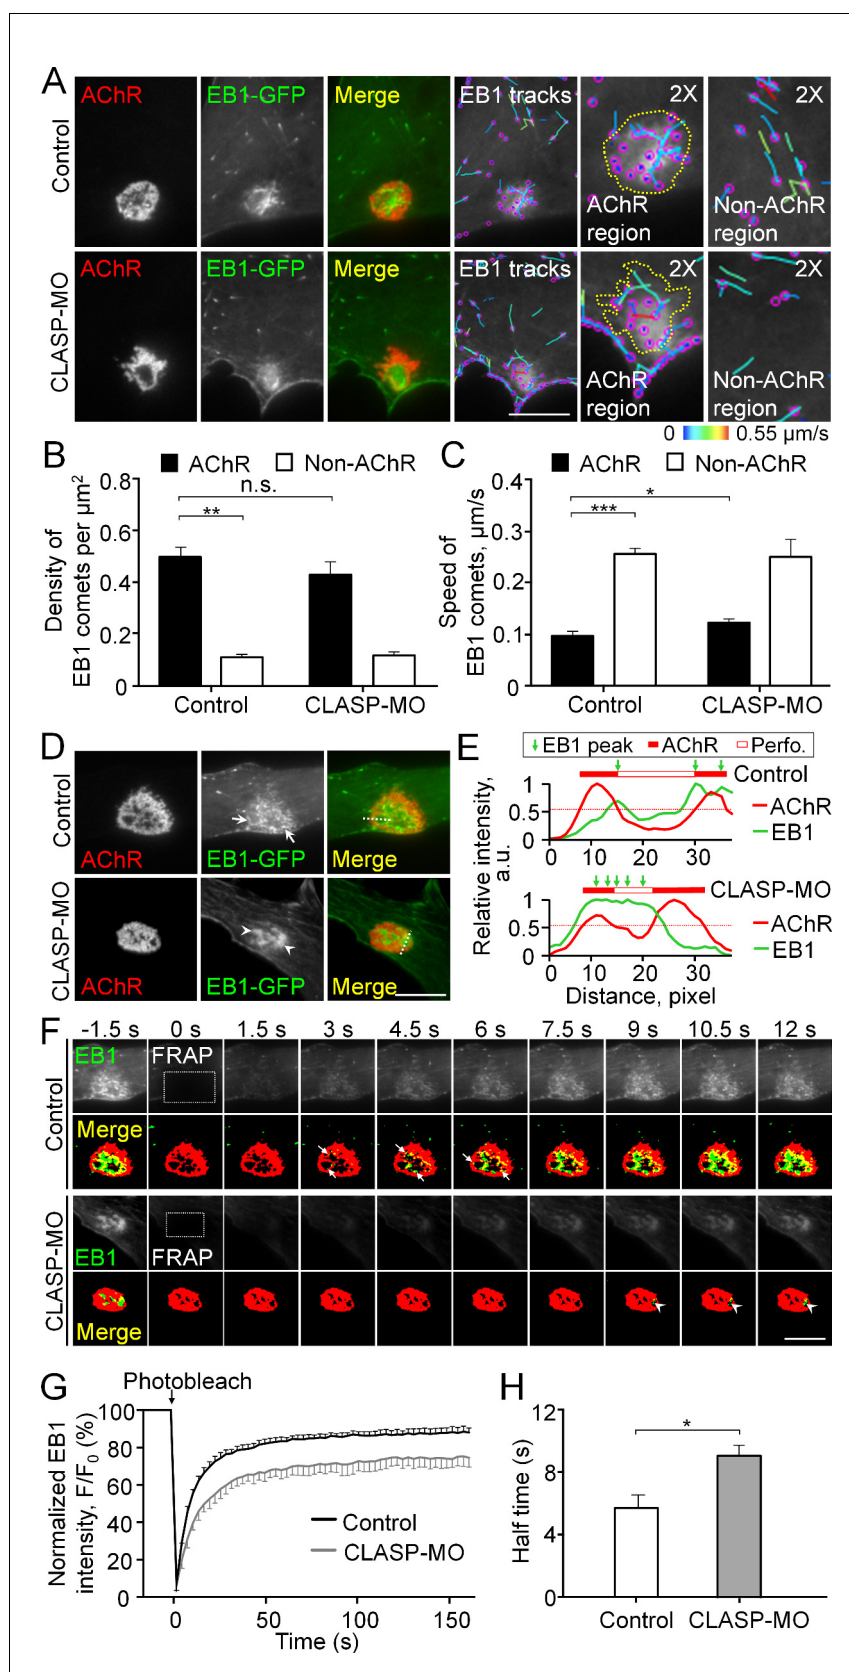 A
AChR EB1-GFP Merge EB1 tracks 2X 2X
Control
AChR region Non-AChR region
AChR EB1-GFP Merge EB1 tracks 2X 2X
CLASP-MO
AChR region Non-AChR region
0 0.55 µm/s
B
AChR Non-AChR
Density of EB1 comets per µm2
0.8
0.6
0.4
0.2
0
n.s.
**
Control CLASP-MO
C
AChR Non-AChR
Speed of EB1 comets, µm/s
0.4
0.3
0.2
0.1
0
*
***
Control CLASP-MO
D
Control
AChR EB1-GFP Merge
CLASP-MO
AChR EB1-GFP Merge
E
EB1 peak AChR Perfo.
Relative intensity, a.u.
Control
1
0.5
0
AChR
EB1
0 10 20 30
CLASP-MO
1
0.5
0
AChR
EB1
0 10 20 30
Distance, pixel
F
-1.5 s 0 s 1.5 s 3 s 4.5 s 6 s 7.5 s 9 s 10.5 s 12 s
Control
EB1 FRAP
Merge
CLASP-MO
EB1 FRAP
Merge
G
Photobleach
Normalized EB1 intensity, F/F0 (%)
100
80
60
40
20
0
Control
CLASP-MO
0 50 100 150
Time (s)
H
Half time (s)
12
8
4
0
*
Control CLASP-MO